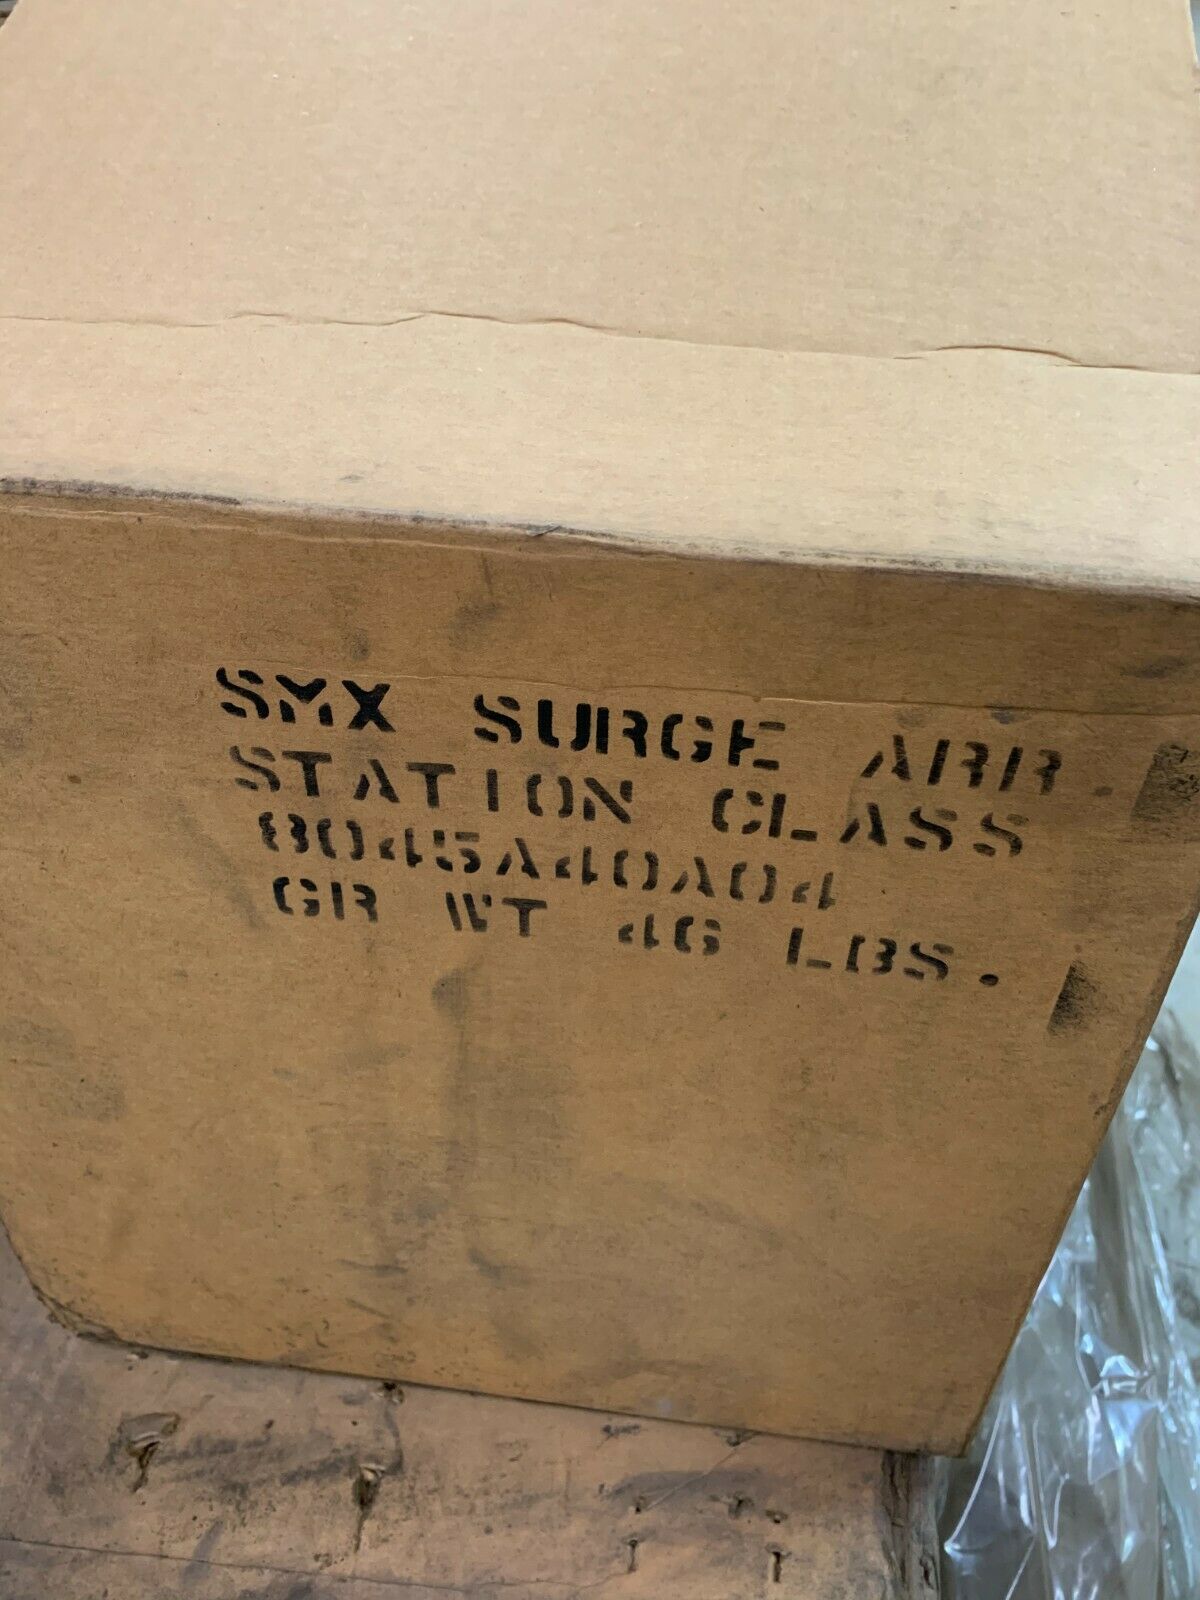 SMX SURGE ARR.
STATION CLASS
8045A40A04
GR WT 46 LBS.